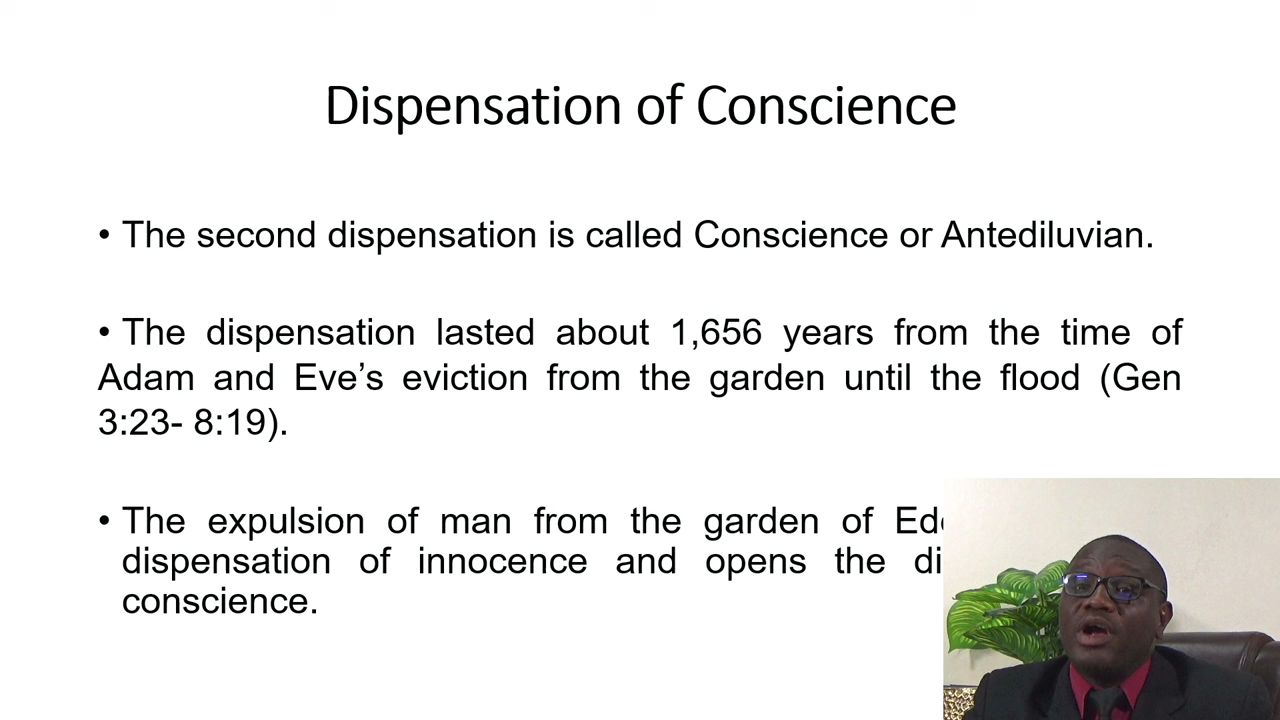 Dispensation of Conscience
• The second dispensation is called Conscience or Antediluvian.
• The dispensation lasted about 1,656 years from the time of
Adam and Eve’s eviction from the garden until the flood (Gen
3:23- 8:19).
• The expulsion of man from the garden of
dispensation of innocence and opens the
conscience.